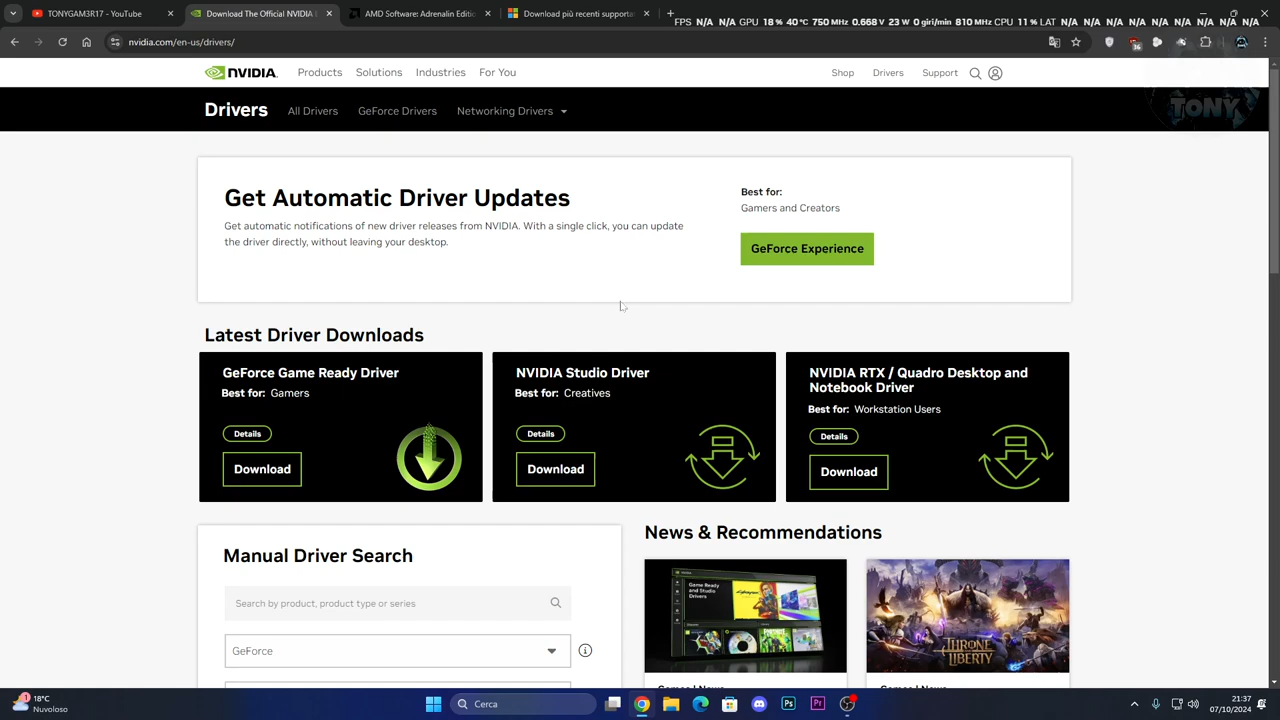 TONYGAM3R17 - YouTube
Download The Official NVIDIA
AMD Software: Adrenalin Editi
Download più recenti supporta
FPS N/A N/A GPU 18 % 40 °C 750 MHz 0.668 V 23 W 0 giri/min 810 MHz CPU 11 % LAT N/A N/A N/A N/A N/A N/A N/A N/A N/A
nvidia.com/en-us/drivers/
NVIDIA. Products Solutions Industries For You
Shop Drivers Support
TONY
Drivers All Drivers GeForce Drivers Networking Drivers
Get Automatic Driver Updates
Get automatic notifications of new driver releases from NVIDIA. With a single click, you can update
the driver directly, without leaving your desktop.
Best for:
Gamers and Creators
GeForce Experience
Latest Driver Downloads
GeForce Game Ready Driver
Best for: Gamers
Details
Download
NVIDIA Studio Driver
Best for: Creatives
Details
Download
NVIDIA RTX / Quadro Desktop and
Notebook Driver
Best for: Workstation Users
Details
Download
Manual Driver Search
Search by product, product type or series
GeForce
News & Recommendations
Game Ready
and Studio
Drivers
THRONE
LIBERTY
Games | News
Games | News
18°C
Nuvoloso
Cerca
21:37
07/10/2024